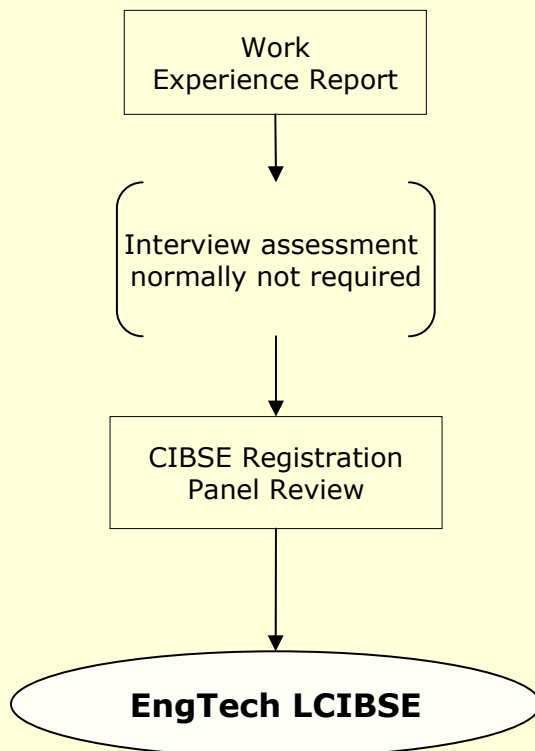 Work
Experience Report
Interview assessment
normally not required
CIBSE Registration
Panel Review
EngTech LCIBSE